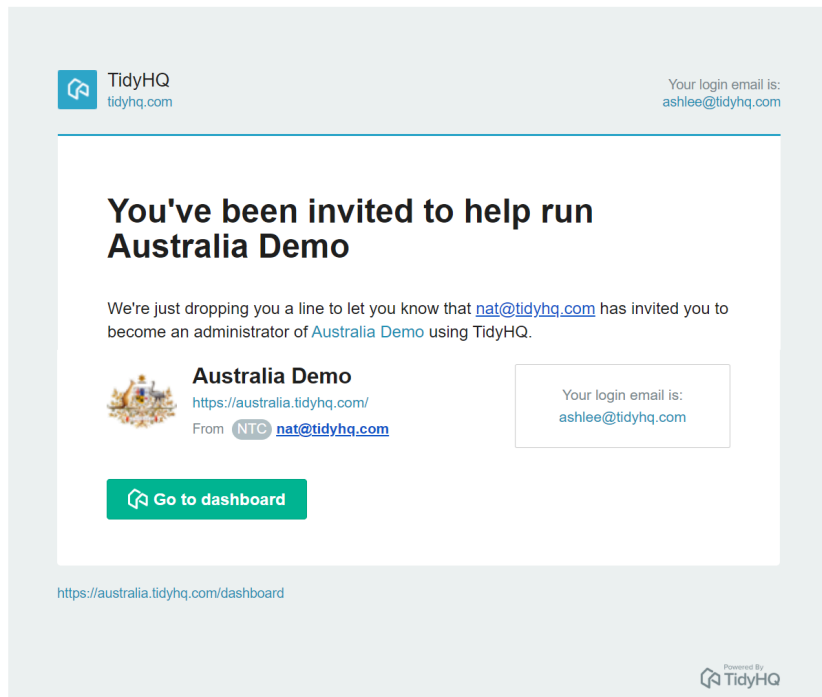 TidyHQ
tidyhq.com
Your login email is:
ashlee@tidyhq.com
You've been invited to help run
Australia Demo
We're just dropping you a line to let you know that nat@tidyhq.com has invited you to
become an administrator of Australia Demo using TidyHQ.
Australia Demo
https://australia.tidyhq.com/
From NTC nat@tidyhq.com
Your login email is:
ashlee@tidyhq.com
Go to dashboard
https://australia.tidyhq.com/dashboard
Powered By
TidyHQ